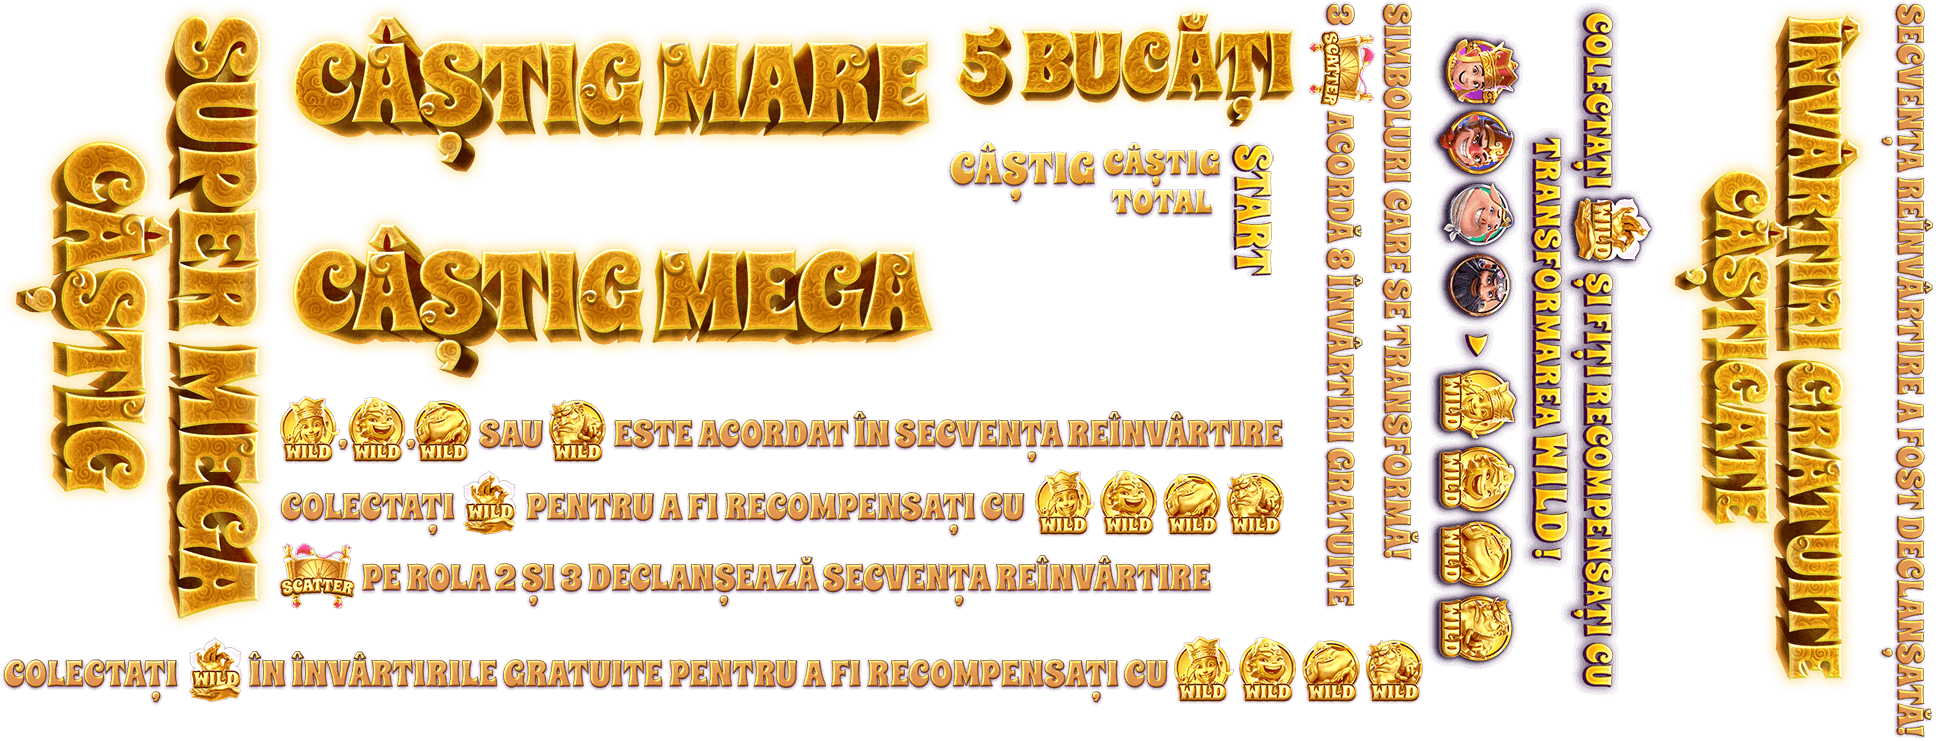 SUPER MEGA
CÂȘTIG
CÂȘTIG MARE
CÂȘTIG MEGA
5 BUCĂȚI
CÂȘTIG
CÂȘTIG
TOTAL
START
WILD, WILD, WILD SAU WILD ESTE ACORDAT ÎN SECVENȚA REÎNVÂRTIRE
COLECTAȚI WILD PENTRU A FI RECOMPENSAȚI CU WILD WILD WILD WILD
SCATTER PE ROLA 2 ȘI 3 DECLANȘEAZĂ SECVENȚA REÎNVÂRTIRE
COLECTAȚI WILD ÎN ÎNVÂRTIRILE GRATUITE PENTRU A FI RECOMPENSAȚI CU WILD WILD WILD WILD
3 SCATTER ACORDĂ 8 ÎNVÂRTIRI GRATUITE
SIMBOLURI CARE SE TRANSFORMĂ!
WILD WILD WILD WILD
COLECTAȚI WILD ȘI FIȚI RECOMPENSAȚI CU
TRANSFORMAREA WILD!
ÎNVÂRTIRI GRATUITE
CÂȘTIGATE
SECVENȚA REÎNVÂRTIRE A FOST DECLANȘATĂ!